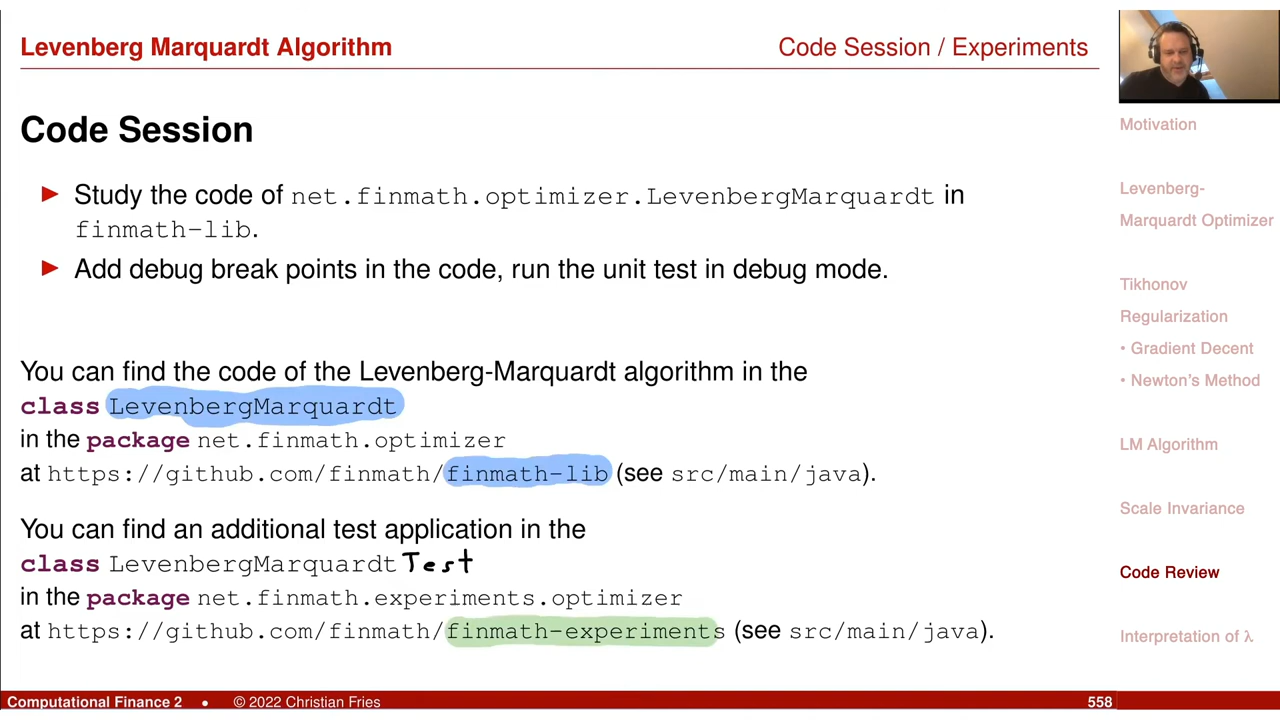 Levenberg Marquardt Algorithm
Code Session / Experiments
Code Session
► Study the code of net.finmath.optimizer.LevenbergMarquardt in
finmath-lib.
► Add debug break points in the code, run the unit test in debug mode.
You can find the code of the Levenberg-Marquardt algorithm in the
class LevenbergMarquardt
in the package net.finmath.optimizer
at https://github.com/finmath/finmath-lib (see src/main/java).
You can find an additional test application in the
class LevenbergMarquardt Test
in the package net.finmath.experiments.optimizer
at https://github.com/finmath/finmath-experiments (see src/main/java).
Motivation
Levenberg-
Marquardt Optimizer
Tikhonov
Regularization
• Gradient Decent
• Newton's Method
LM Algorithm
Scale Invariance
Code Review
Interpretation of λ
Computational Finance 2 • © 2022 Christian Fries
558